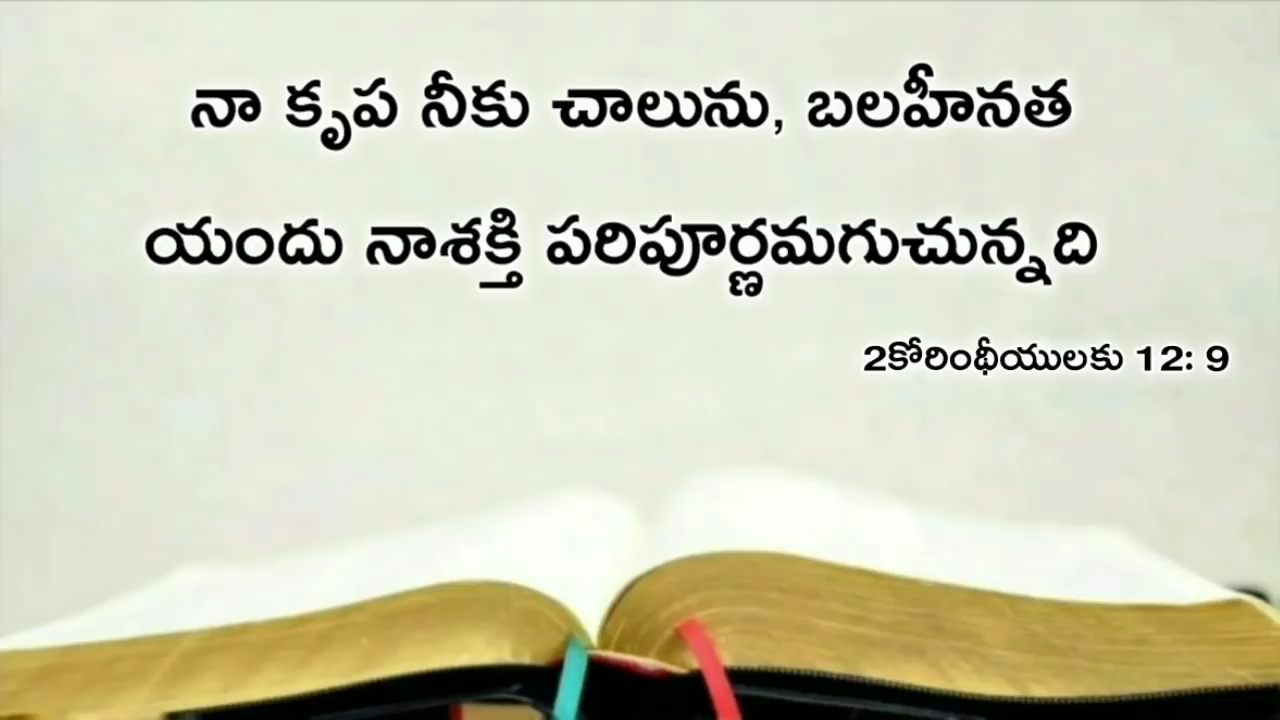 నా కృప నీకు చాలును, బలహీనత
యందు నాశక్తి పరిపూర్ణమగుచున్నది
2కోరింథీయులకు 12: 9